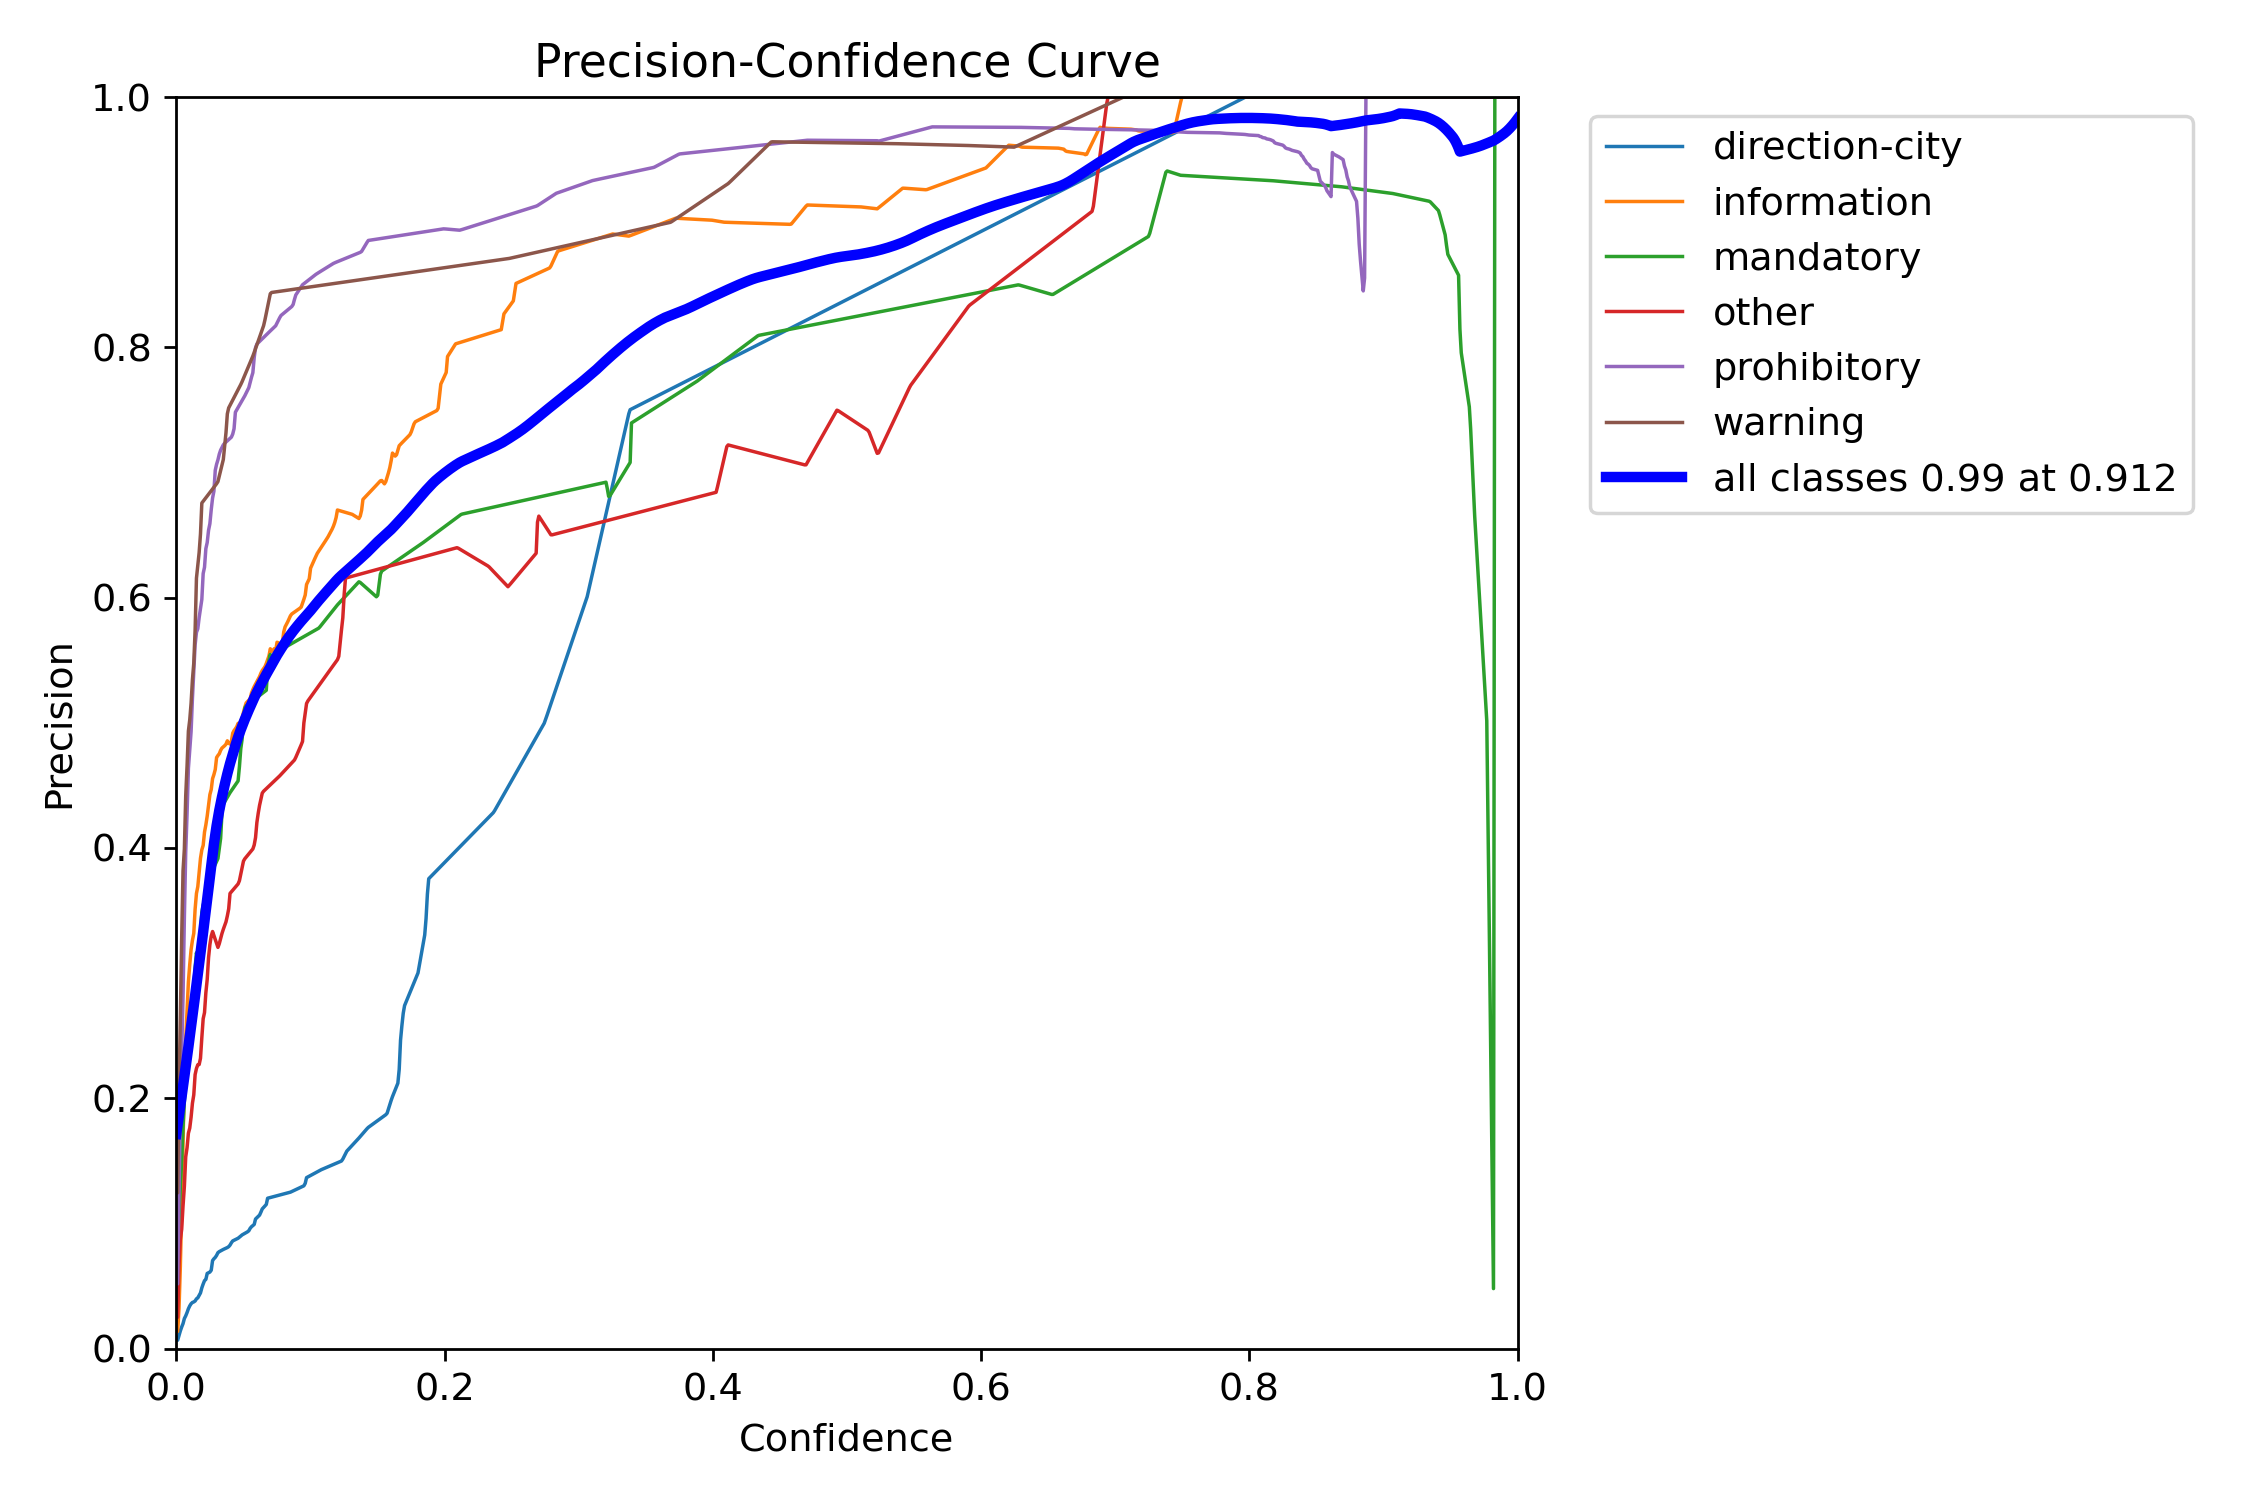 Precision-Confidence Curve
1.0
0.8
0.6
0.4
0.2
0.0
Precision
0.0 0.2 0.4 0.6 0.8 1.0
Confidence
direction-city
information
mandatory
other
prohibitory
warning
all classes 0.99 at 0.912